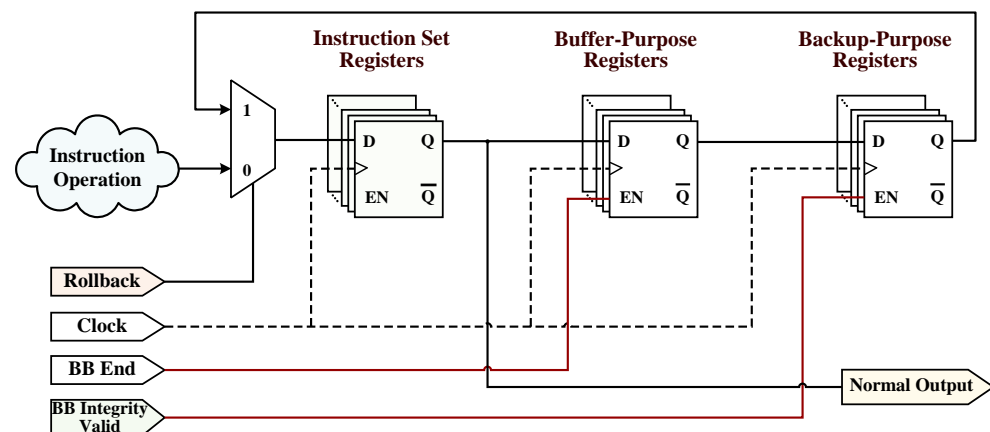 Instruction Set
Registers
Buffer-Purpose
Registers
Backup-Purpose
Registers
1
0
Instruction
Operation
D
Q
EN
Q̅
D
Q
EN
Q̅
D
Q
EN
Q̅
Rollback
Clock
BB End
BB Integrity
Valid
Normal Output